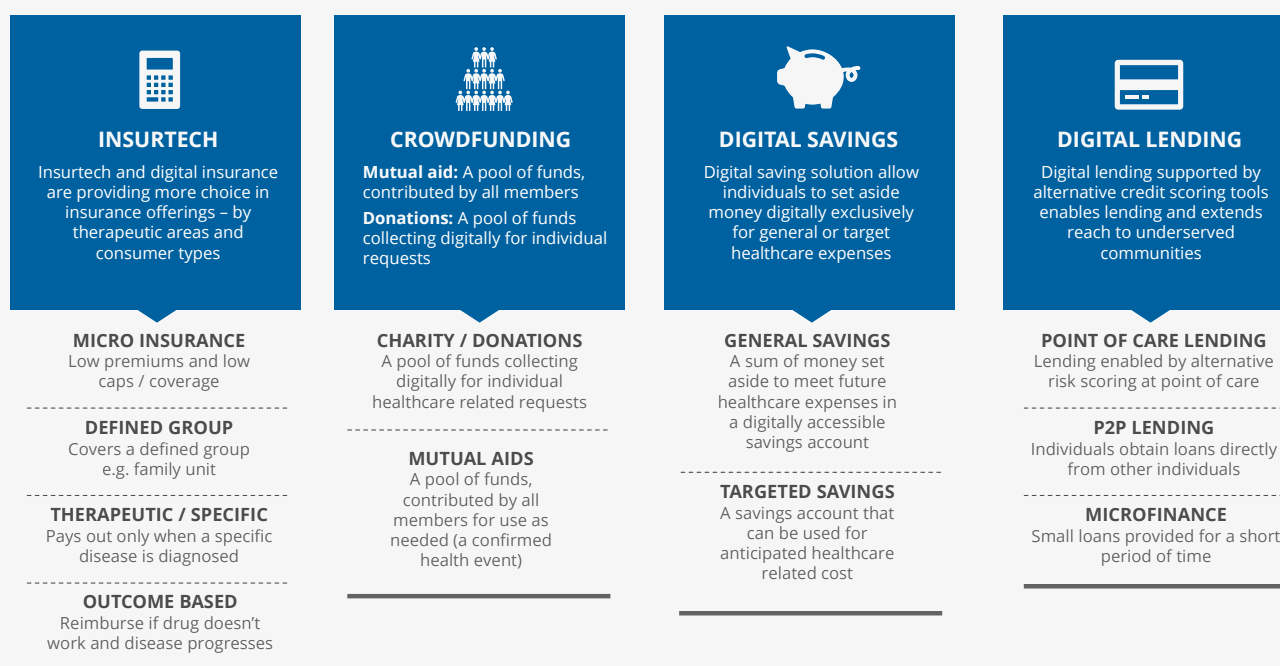 INSURTECH
Insurtech and digital insurance
are providing more choice in
insurance offerings – by
therapeutic areas and
consumer types
MICRO INSURANCE
Low premiums and low
caps / coverage
DEFINED GROUP
Covers a defined group
e.g. family unit
THERAPEUTIC / SPECIFIC
Pays out only when a specific
disease is diagnosed
OUTCOME BASED
Reimburse if drug doesn’t
work and disease progresses
CROWDFUNDING
Mutual aid: A pool of funds,
contributed by all members
Donations: A pool of funds
collecting digitally for individual
requests
CHARITY / DONATIONS
A pool of funds collecting
digitally for individual
healthcare related requests
MUTUAL AIDS
A pool of funds,
contributed by all
members for use as
needed (a confirmed
health event)
DIGITAL SAVINGS
Digital saving solution allow
individuals to set aside
money digitally exclusively
for general or target
healthcare expenses
GENERAL SAVINGS
A sum of money set
aside to meet future
healthcare expenses in
a digitally accessible
savings account
TARGETED SAVINGS
A savings account that
can be used for
anticipated healthcare
related cost
DIGITAL LENDING
Digital lending supported by
alternative credit scoring tools
enables lending and extends
reach to underserved
communities
POINT OF CARE LENDING
Lending enabled by alternative
risk scoring at point of care
P2P LENDING
Individuals obtain loans directly
from other individuals
MICROFINANCE
Small loans provided for a short
period of time